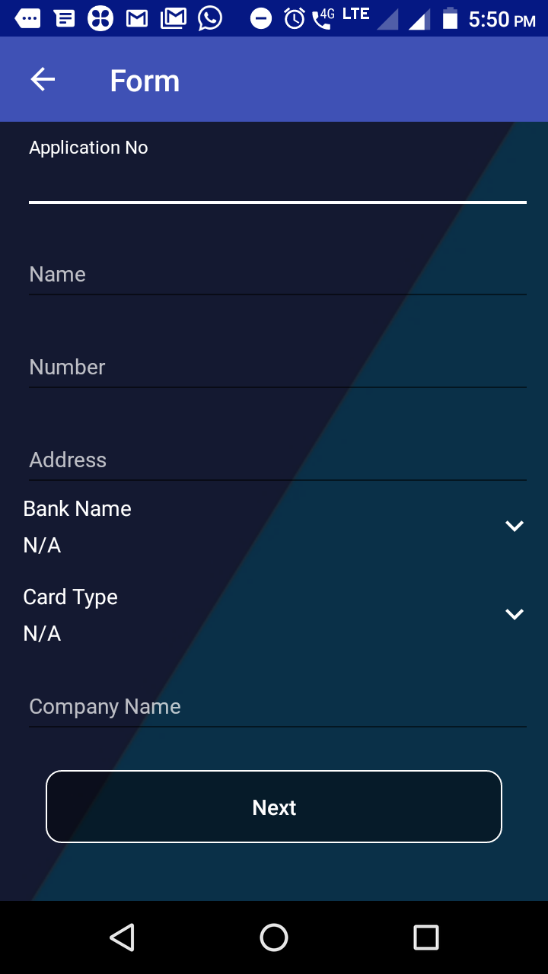 4G LTE 5:50 PM
Form
Application No
Name
Number
Address
Bank Name
N/A
Card Type
N/A
Company Name
Next